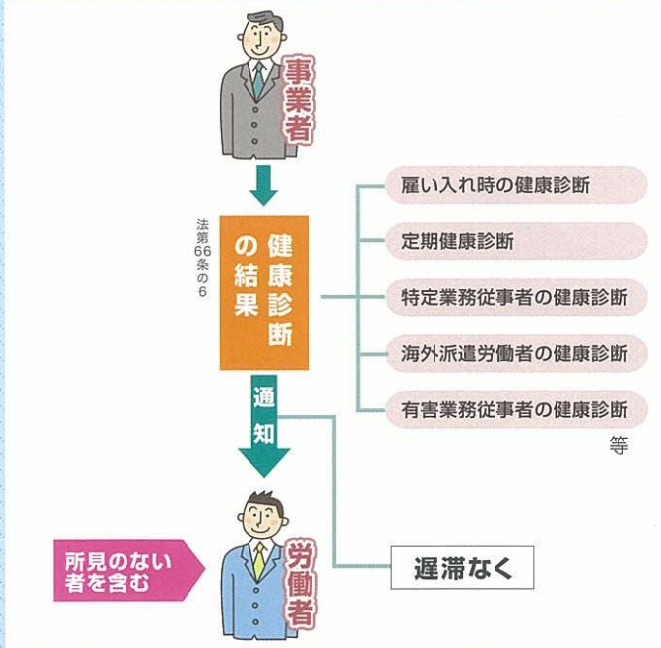 事業者
法第66条の6
健康診断
の結果
雇い入れ時の健康診断
定期健康診断
特定業務従事者の健康診断
海外派遣労働者の健康診断
有害業務従事者の健康診断
等
通知
所見のない
者を含む
労働者
遅滞なく